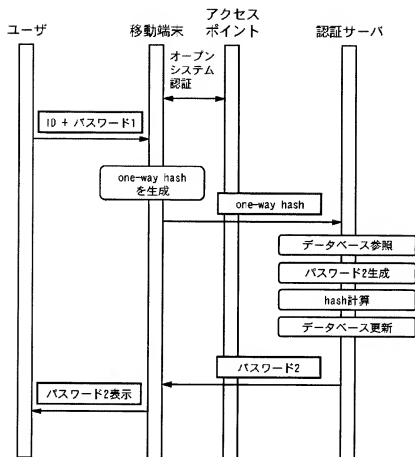 ユーザ
移動端末
アクセス
ポイント
認証サーバ
オープン
システム
認証
ID + パスワード1
one-way hash
を生成
one-way hash
データベース参照
パスワード2生成
hash計算
データベース更新
パスワード2
パスワード2表示